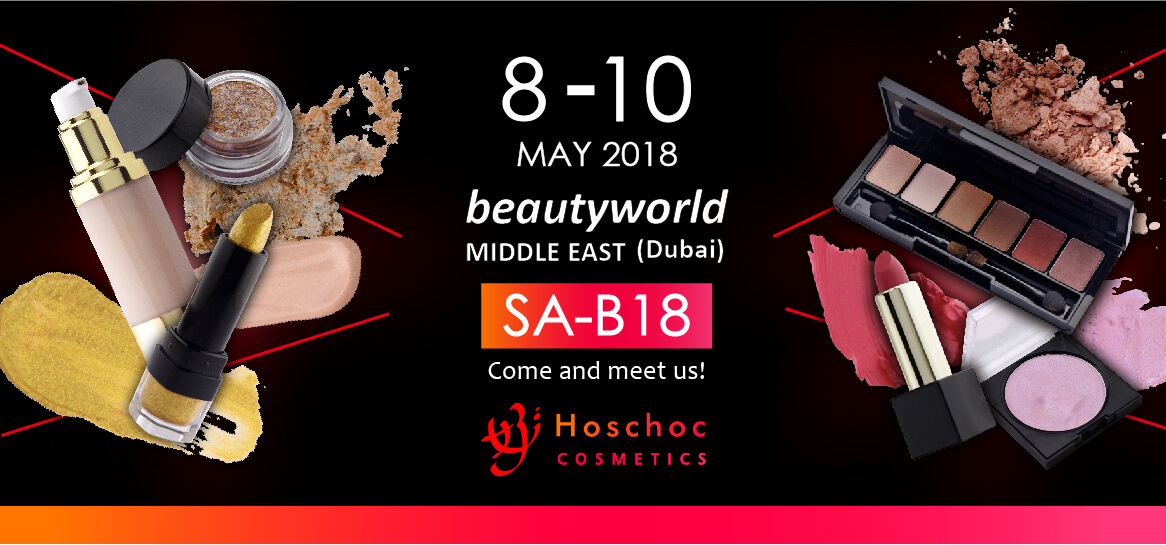 8-10
MAY 2018
beautyworld
MIDDLE EAST (Dubai)
SA-B18
Come and meet us!
Hoschoc
COSMETICS